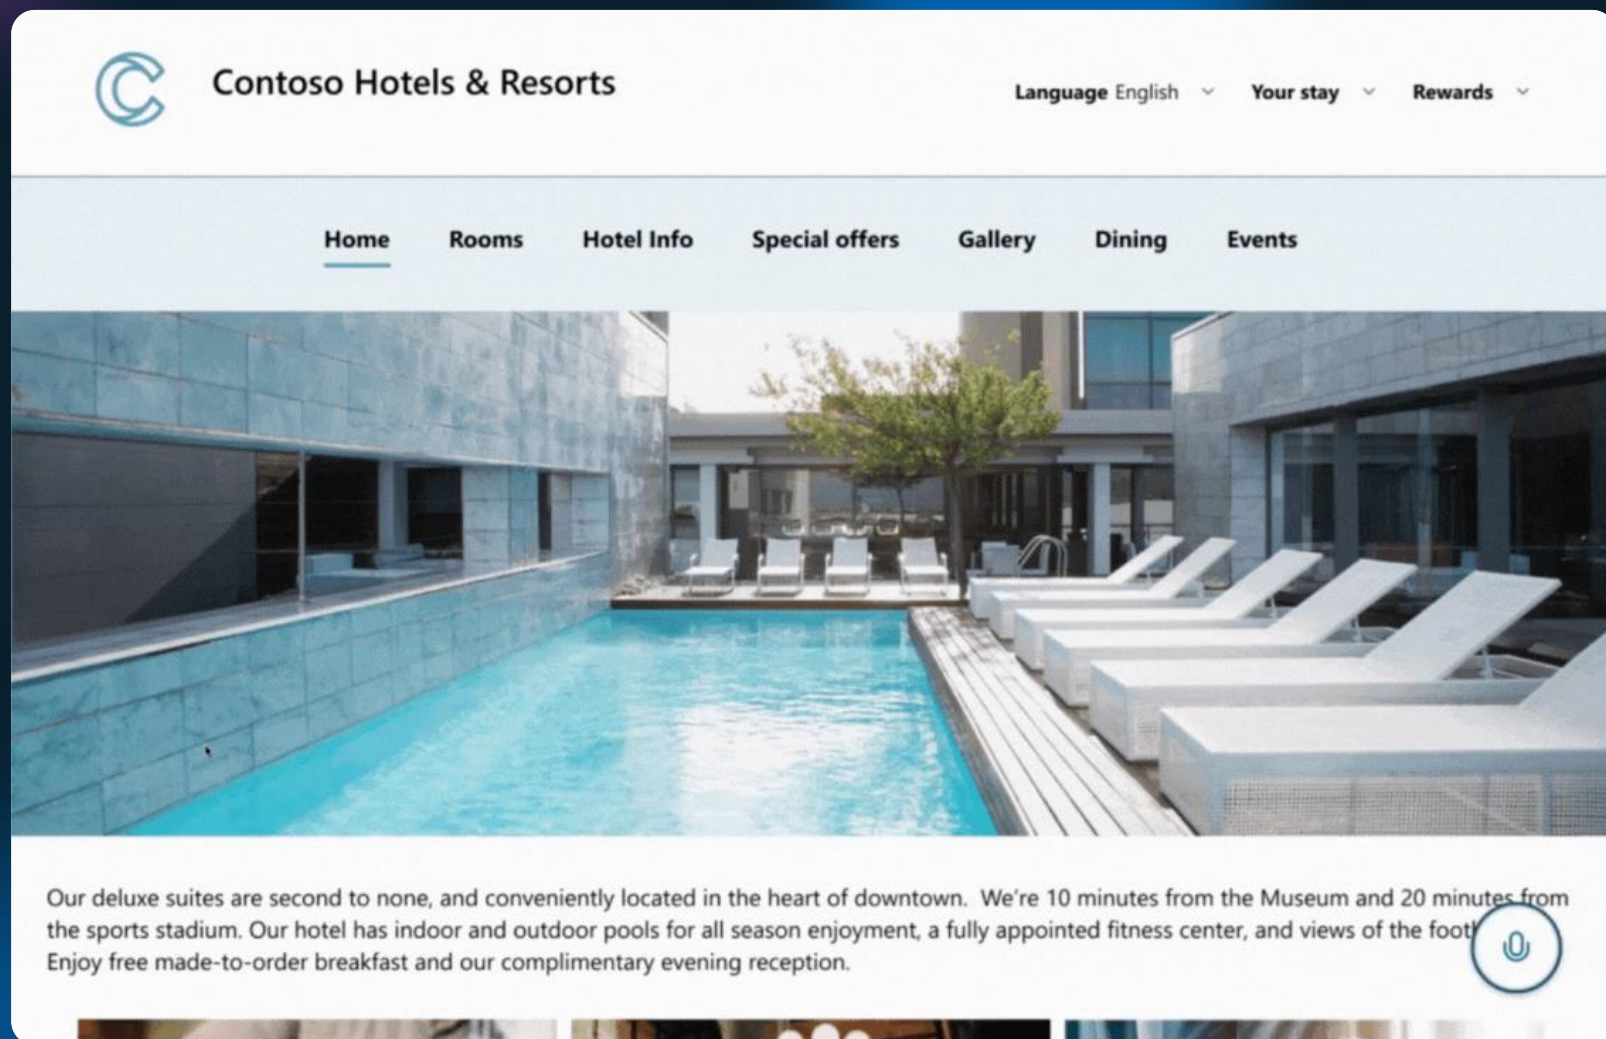 Contoso Hotels & Resorts
Language English
Your stay
Rewards
Home
Rooms
Hotel Info
Special offers
Gallery
Dining
Events
Our deluxe suites are second to none, and conveniently located in the heart of downtown. We're 10 minutes from the Museum and 20 minutes from
the sports stadium. Our hotel has indoor and outdoor pools for all season enjoyment, a fully appointed fitness center, and views of the
Enjoy free made-to-order breakfast and our complimentary evening reception.